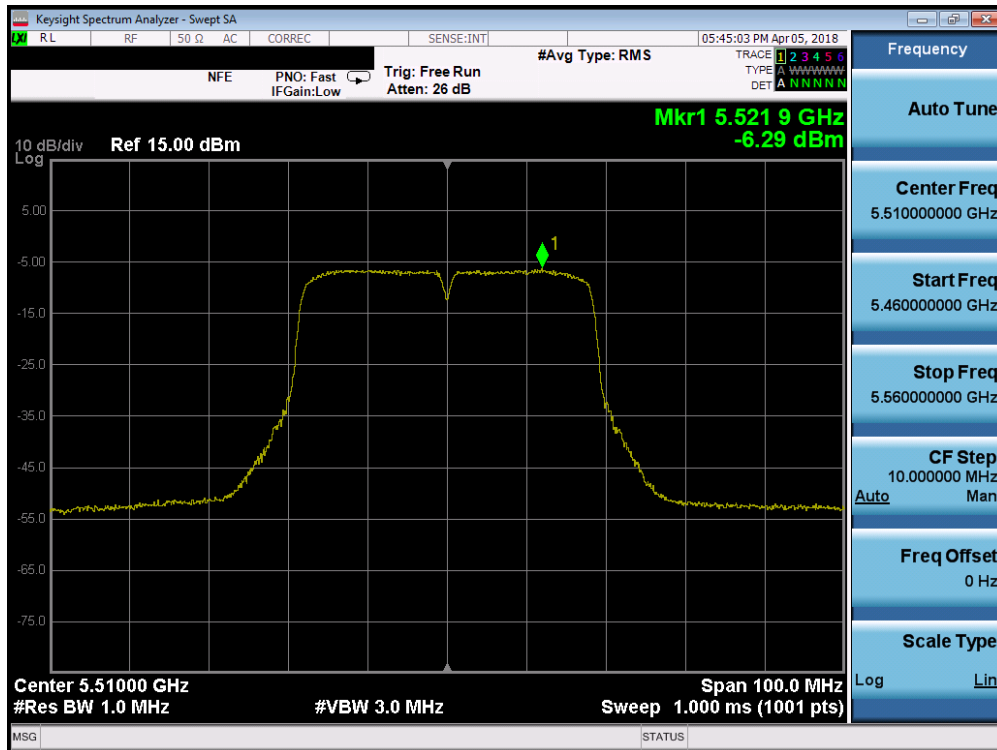 Keysight Spectrum Analyzer - Swept SA
LXI RL RF 50 Ω AC CORREC SENSE:INT 05:45:03 PM Apr 05, 2018
NFE PNO: Fast IFGain:Low Trig: Free Run Atten: 26 dB #Avg Type: RMS
TRACE 1 2 3 4 5 6
TYPE A WWWWW
DET A N N N N N
Mkr1 5.521 9 GHz
-6.29 dBm
10 dB/div Ref 15.00 dBm
Log
1
5.00
-5.00
-15.0
-25.0
-35.0
-45.0
-55.0
-65.0
-75.0
Center 5.51000 GHz Span 100.0 MHz
#Res BW 1.0 MHz #VBW 3.0 MHz Sweep 1.000 ms (1001 pts)
MSG STATUS
Frequency
Auto Tune
Center Freq
5.510000000 GHz
Start Freq
5.460000000 GHz
Stop Freq
5.560000000 GHz
CF Step
10.000000 MHz
Auto Man
Freq Offset
0 Hz
Scale Type
Log Lin